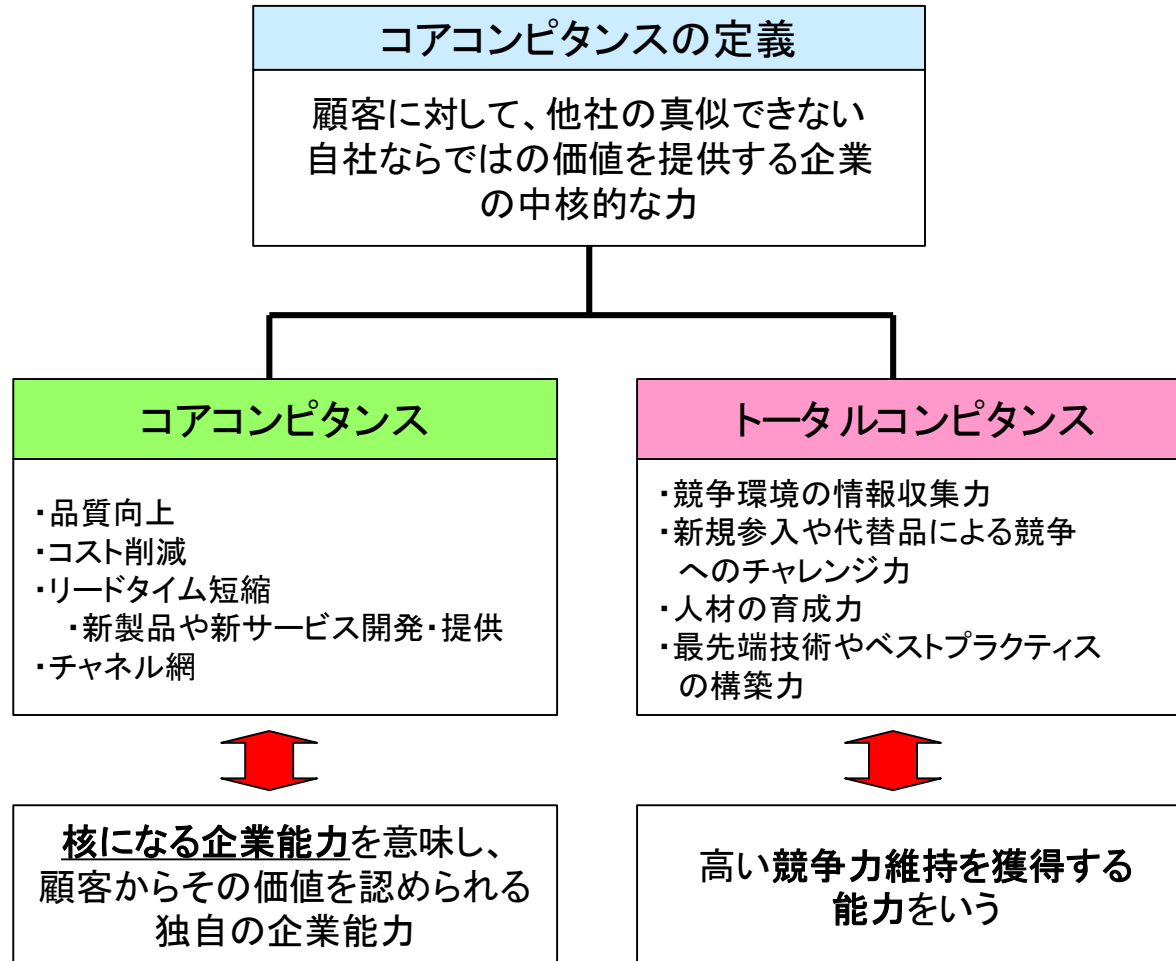 コアコンピタンスの定義
顧客に対して、他社の真似できない
自社ならではの価値を提供する企業
の中核的な力
コアコンピタンス
・品質向上
・コスト削減
・リードタイム短縮
・新製品や新サービス開発・提供
・チャネル網
核になる企業能力を意味し、
顧客からその価値を認められる
独自の企業能力
トータルコンピタンス
・競争環境の情報収集力
・新規参入や代替品による競争
へのチャレンジ力
・人材の育成力
・最先端技術やベストプラクティス
の構築力
高い競争力維持を獲得する
能力をいう